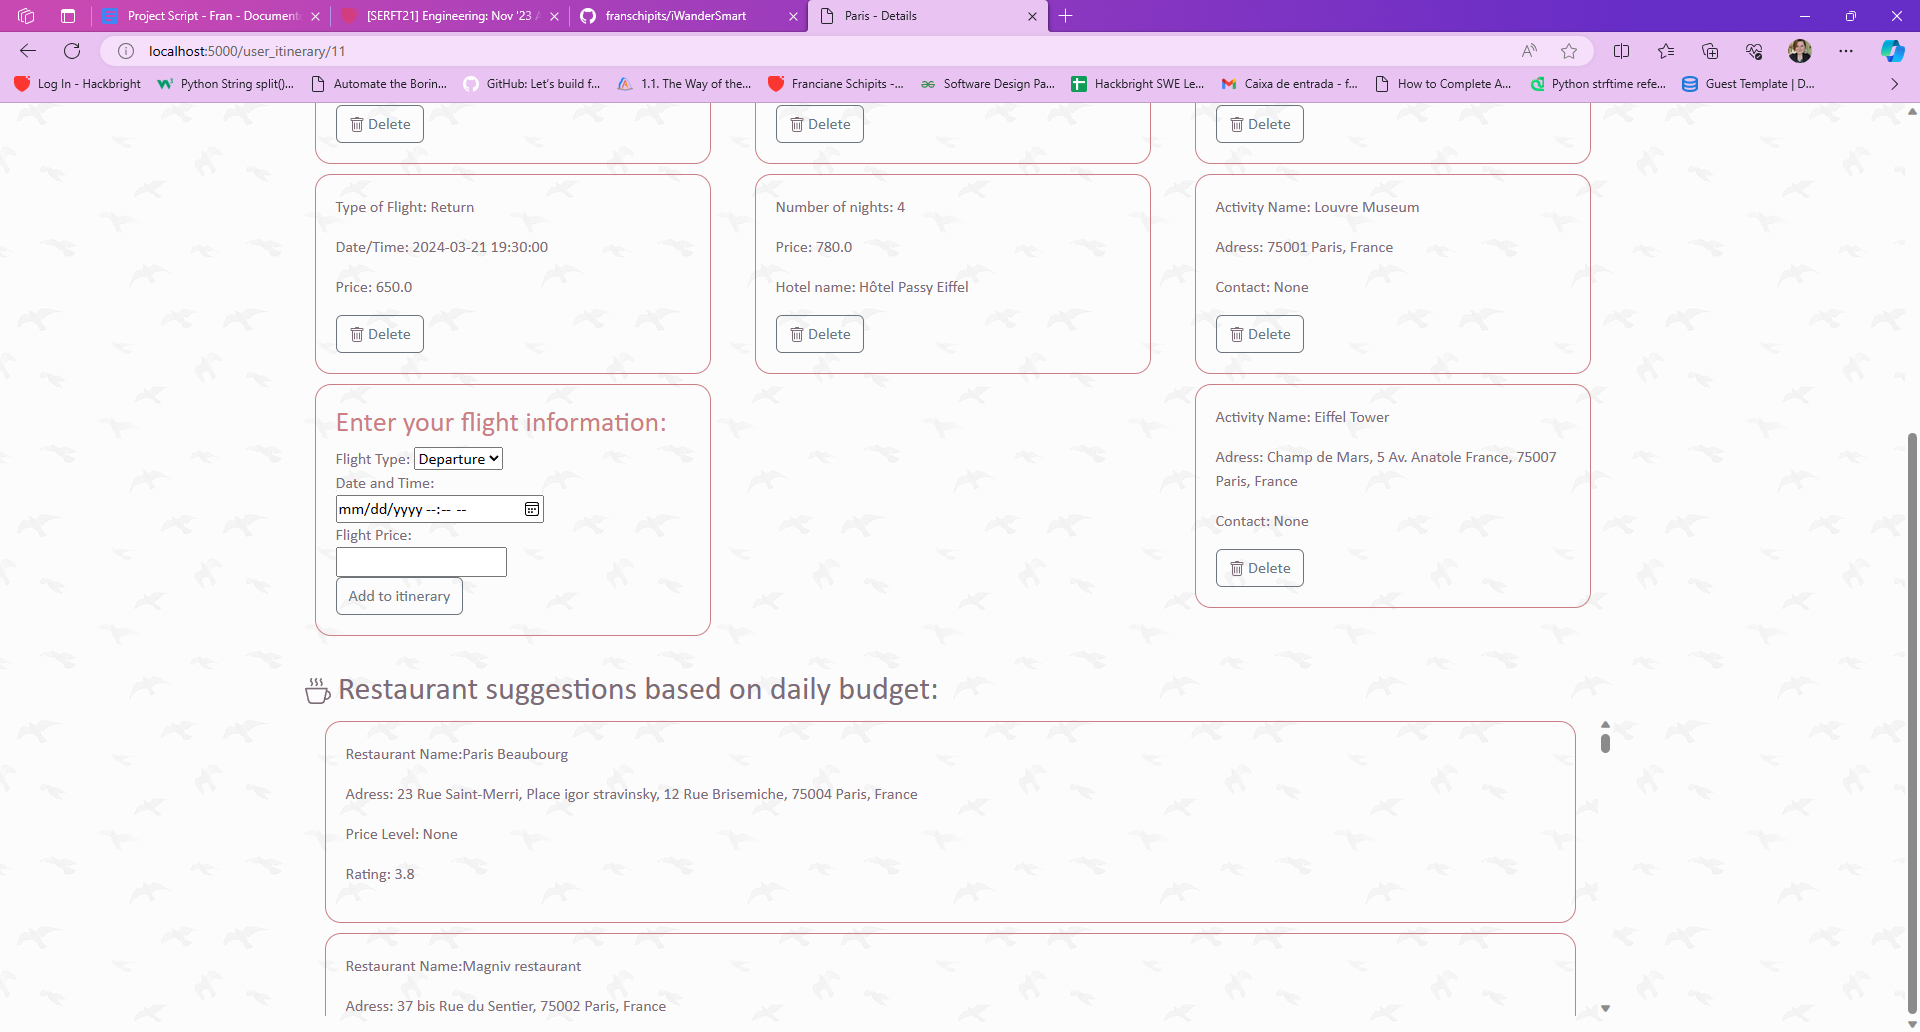 Project Script - Fran - Document
[SERFT21] Engineering: Nov '23
franschipits/iWanderSmart
Paris - Details
localhost:5000/user_itinerary/11
Log In - Hackbright
Python String split()...
Automate the Borin...
GitHub: Let's build f...
1.1. The Way of the...
Franciane Schipits -...
Software Design Pa...
Hackbright SWE Le...
Caixa de entrada - f...
How to Complete A...
Python strftime refe...
Guest Template | D...
Delete
Delete
Delete
Type of Flight: Return
Date/Time: 2024-03-21 19:30:00
Price: 650.0
Delete
Number of nights: 4
Price: 780.0
Hotel name: Hôtel Passy Eiffel
Delete
Activity Name: Louvre Museum
Adress: 75001 Paris, France
Contact: None
Delete
Enter your flight information:
Flight Type: Departure
Date and Time:
mm/dd/yyyy --:-- --
Flight Price:
Add to itinerary
Activity Name: Eiffel Tower
Adress: Champ de Mars, 5 Av. Anatole France, 75007
Paris, France
Contact: None
Delete
Restaurant suggestions based on daily budget:
Restaurant Name:Paris Beaubourg
Adress: 23 Rue Saint-Merri, Place igor stravinsky, 12 Rue Brisemiche, 75004 Paris, France
Price Level: None
Rating: 3.8
Restaurant Name:Magniv restaurant
Adress: 37 bis Rue du Sentier, 75002 Paris, France